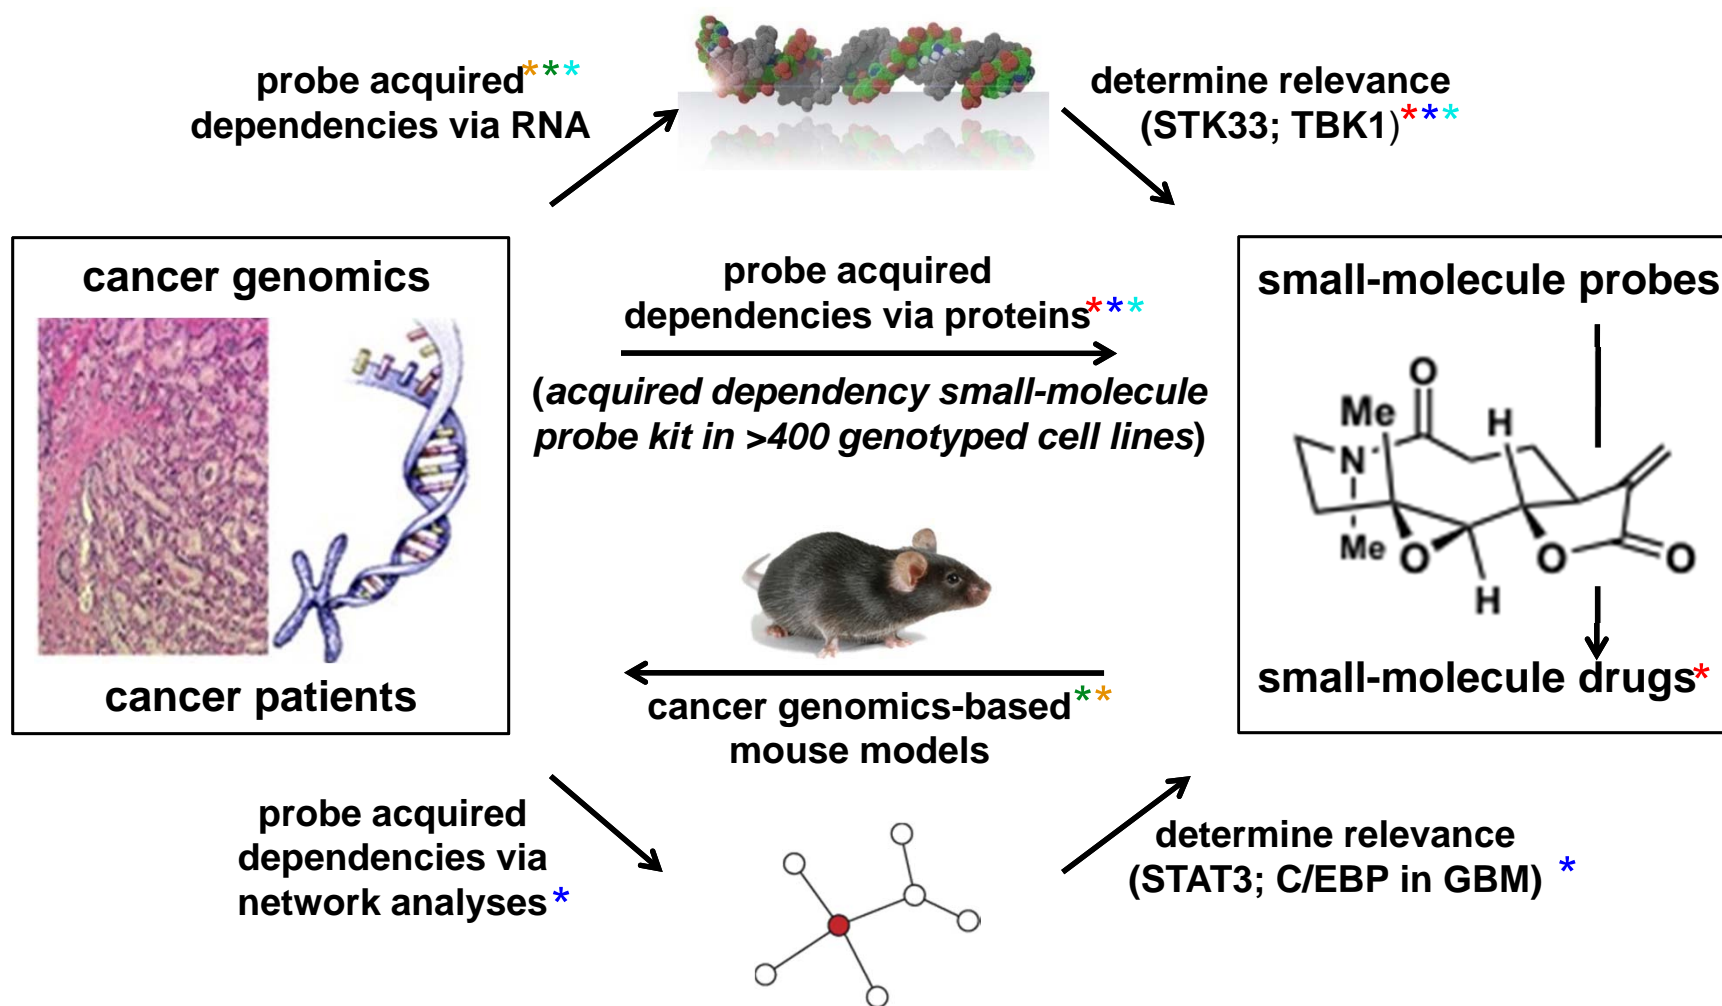 probe acquired***
dependencies via RNA
determine relevance
(STK33; TBK1)***
cancer genomics
cancer patients
probe acquired
dependencies via proteins***
(acquired dependency small-molecule
probe kit in >400 genotyped cell lines)
cancer genomics-based**
mouse models
small-molecule probes
O
Me
H
N
Me
O
O
O
H
small-molecule drugs*
probe acquired
dependencies via
network analyses*
determine relevance
(STAT3; C/EBP in GBM) *